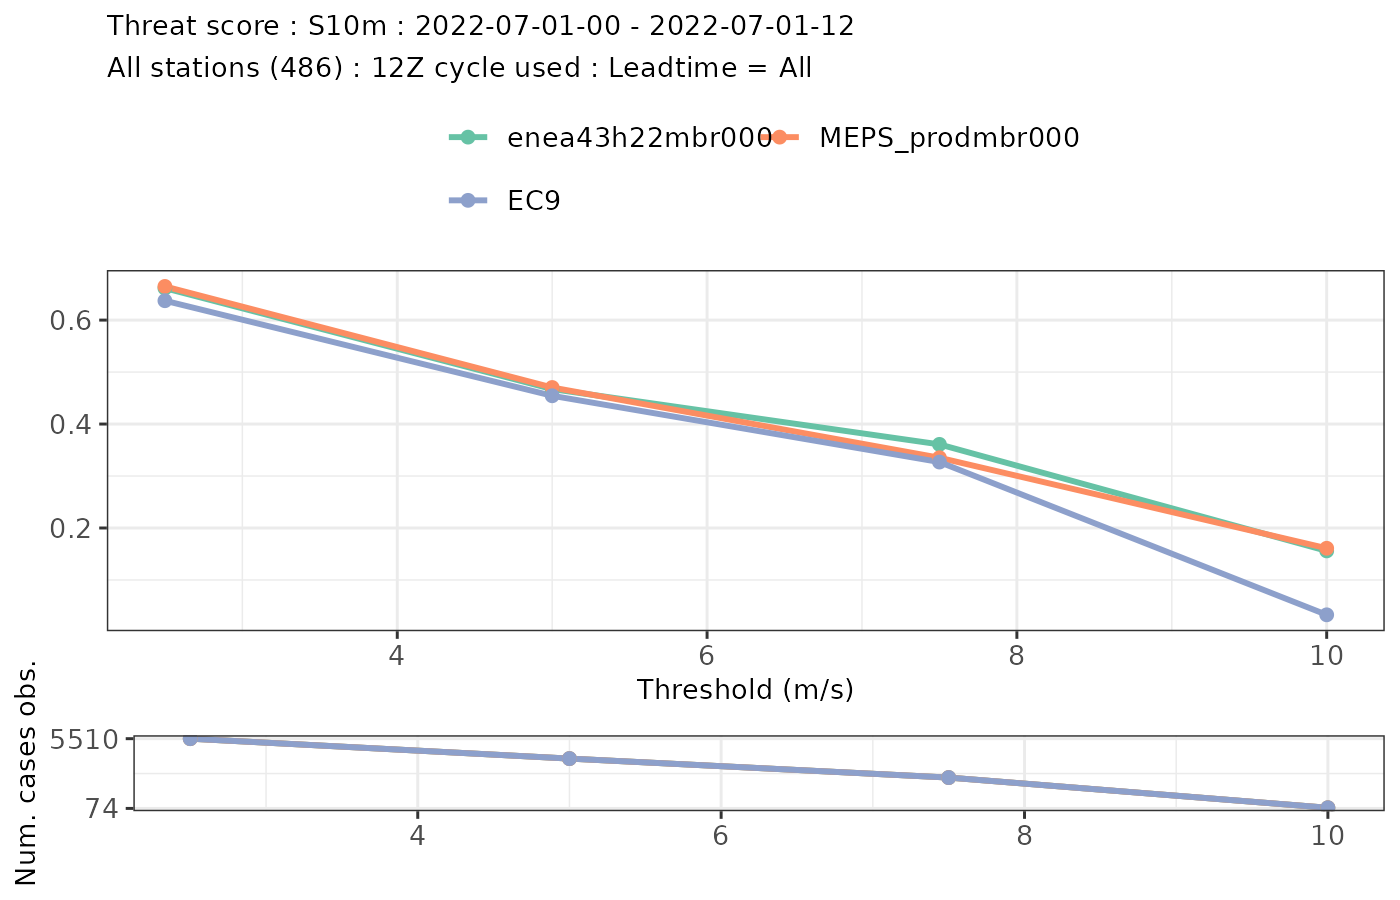 Threat score : S10m : 2022-07-01-00 - 2022-07-01-12
All stations (486) : 12Z cycle used : Leadtime = All
enea43h22mbr000 MEPS_prodmbr000
EC9
0.6
0.4
0.2
4 6 8 10
Threshold (m/s)
Num. cases obs.
5510
74
4 6 8 10